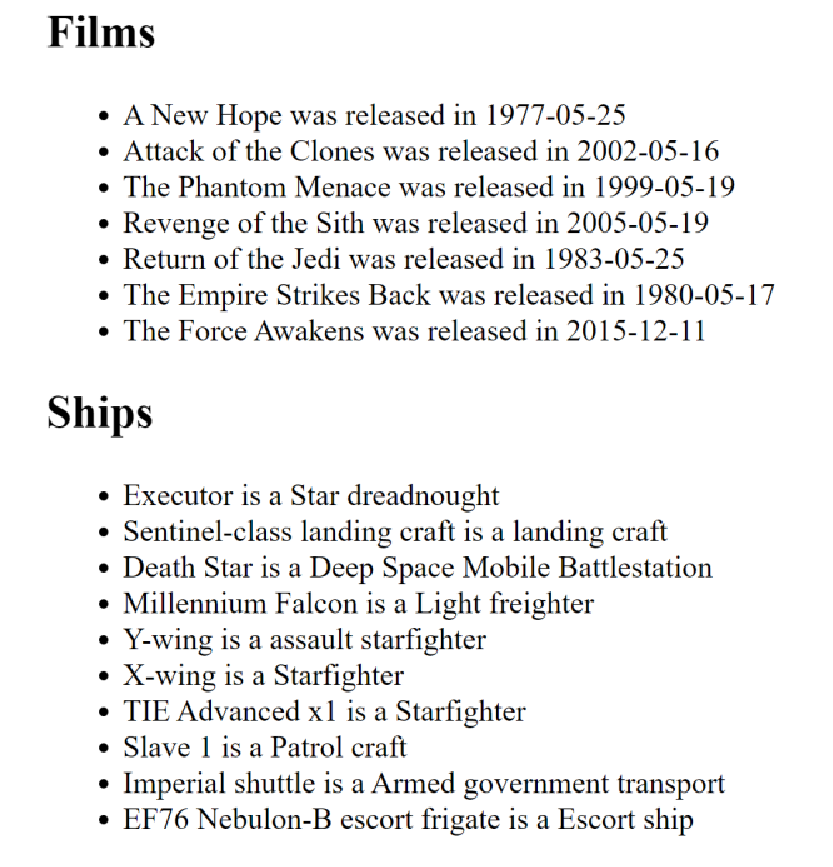 Films
• A New Hope was released in 1977-05-25
• Attack of the Clones was released in 2002-05-16
• The Phantom Menace was released in 1999-05-19
• Revenge of the Sith was released in 2005-05-19
• Return of the Jedi was released in 1983-05-25
• The Empire Strikes Back was released in 1980-05-17
• The Force Awakens was released in 2015-12-11
Ships
• Executor is a Star dreadnought
• Sentinel-class landing craft is a landing craft
• Death Star is a Deep Space Mobile Battlestation
• Millennium Falcon is a Light freighter
• Y-wing is a assault starfighter
• X-wing is a Starfighter
• TIE Advanced x1 is a Starfighter
• Slave 1 is a Patrol craft
• Imperial shuttle is a Armed government transport
• EF76 Nebulon-B escort frigate is a Escort ship